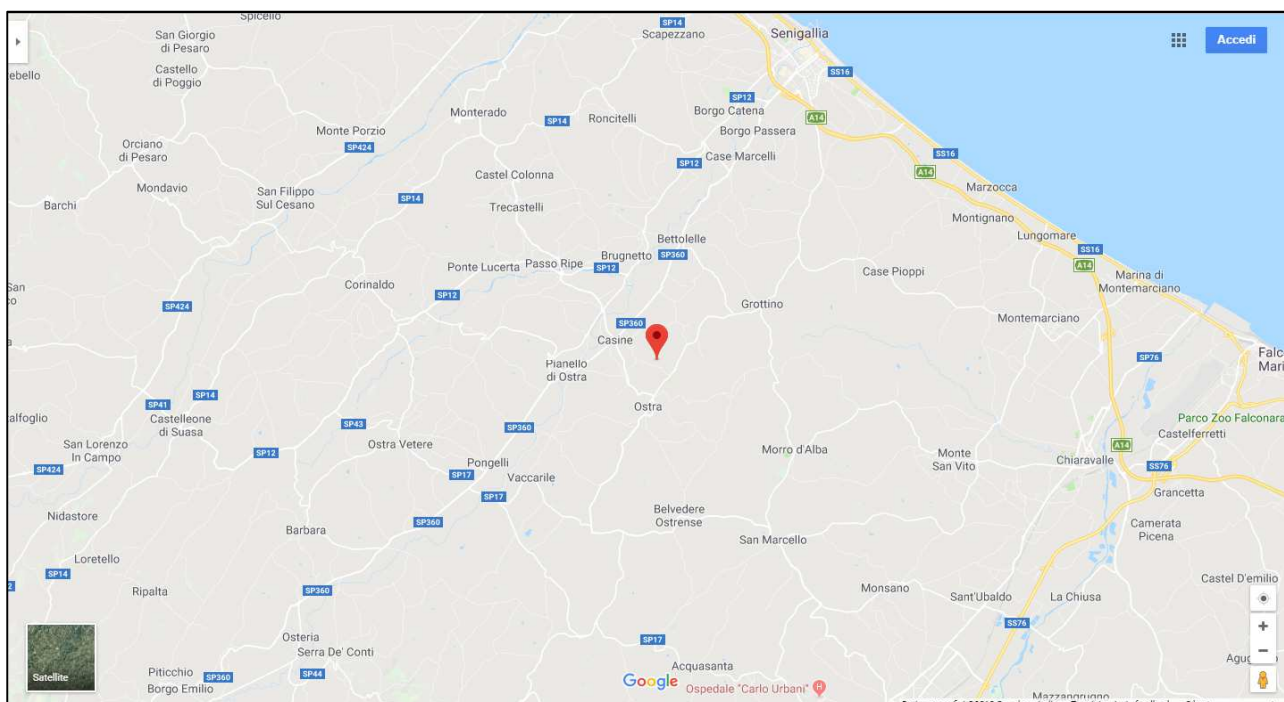 Spicello
SP14
San Giorgio
di Pesaro
Scapezzano
Senigallia
Accedi
Castello
di Poggio
SS16
SP12
Monterado
Borgo Catena
SP14
Roncitelli
A14
Monte Porzio
Borgo Passera
Orciano
di Pesaro
SP424
SS16
SP12
Case Marcelli
A14
Castel Colonna
Mondavio
San Filippo
Sul Cesano
SP14
Marzocca
Barchi
Trecastelli
Montignano
Lungomare
Bettolelle
SS16
Brugnetto
SP360
Ponte Lucerta
Passo Ripe
SP12
A14
Case Pioppi
Marina di
Montemarciano
Corinaldo
SP12
SP424
Grottino
Montemarciano
SP360
Casine
SP76
Pianello
di Ostra
SP14
SP41
Ostra
Castelleone
di Suasa
Parco Zoo Falconara
SP43
SP360
Castelferretti
San Lorenzo
In Campo
Ostra Vetere
A14
SP12
Morro d'Alba
Monte
San Vito
Chiaravalle
SP424
Pongelli
SP17
Vaccarile
SS76
SP17
Grancetta
Nidastore
Belvedere
Ostrense
Barbara
SP360
Camerata
Picena
San Marcello
Loretello
SP14
Castel D'emilio
Ripalta
SP360
Monsano
Sant'Ubaldo
La Chiusa
SS76
Osteria
Serra De' Conti
SP17
Satellite
Piticchio
SP360
SP44
Borgo Emilio
Acquasanta
Google
Ospedale "Carlo Urbani"
H
Mazzangrugno